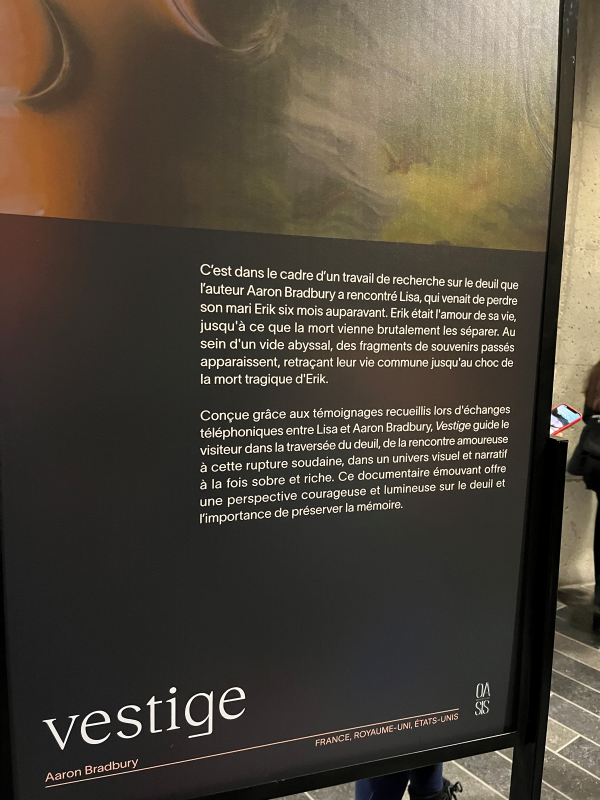 C'est dans le cadre d'un travail de recherche sur le deuil que
l'auteur Aaron Bradbury a rencontré Lisa, qui venait de perdre
son mari Erik six mois auparavant. Erik était l'amour de sa vie,
jusqu'à ce que la mort vienne brutalement les séparer. Au
sein d'un vide abyssal, des fragments de souvenirs passés
apparaissent, retraçant leur vie commune jusqu'au choc de
la mort tragique d'Erik.
Conçue grâce aux témoignages recueillis lors d'échanges
téléphoniques entre Lisa et Aaron Bradbury, Vestige guide le
visiteur dans la traversée du deuil, de la rencontre amoureuse
à cette rupture soudaine, dans un univers visuel et narratif
à la fois sobre et riche. Ce documentaire émouvant offre
une perspective courageuse et lumineuse sur le deuil et
l'importance de préserver la mémoire.
vestige
Aaron Bradbury
FRANCE, ROYAUME-UNI, ÉTATS-UNIS
OA
SIS